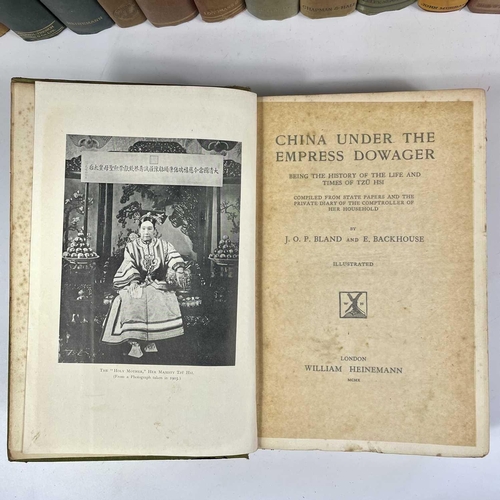 THE "HOLY MOTHER," HER MAJESTY TZŬ HSI.
(From a Photograph taken in 1903.)
CHINA UNDER THE
EMPRESS DOWAGER
BEING THE HISTORY OF THE LIFE AND
TIMES OF TZŬ HSI
COMPILED FROM STATE PAPERS AND THE
PRIVATE DIARY OF THE COMPTROLLER OF
HER HOUSEHOLD
BY
J. O. P. BLAND AND E. BACKHOUSE
ILLUSTRATED
LONDON
WILLIAM HEINEMANN